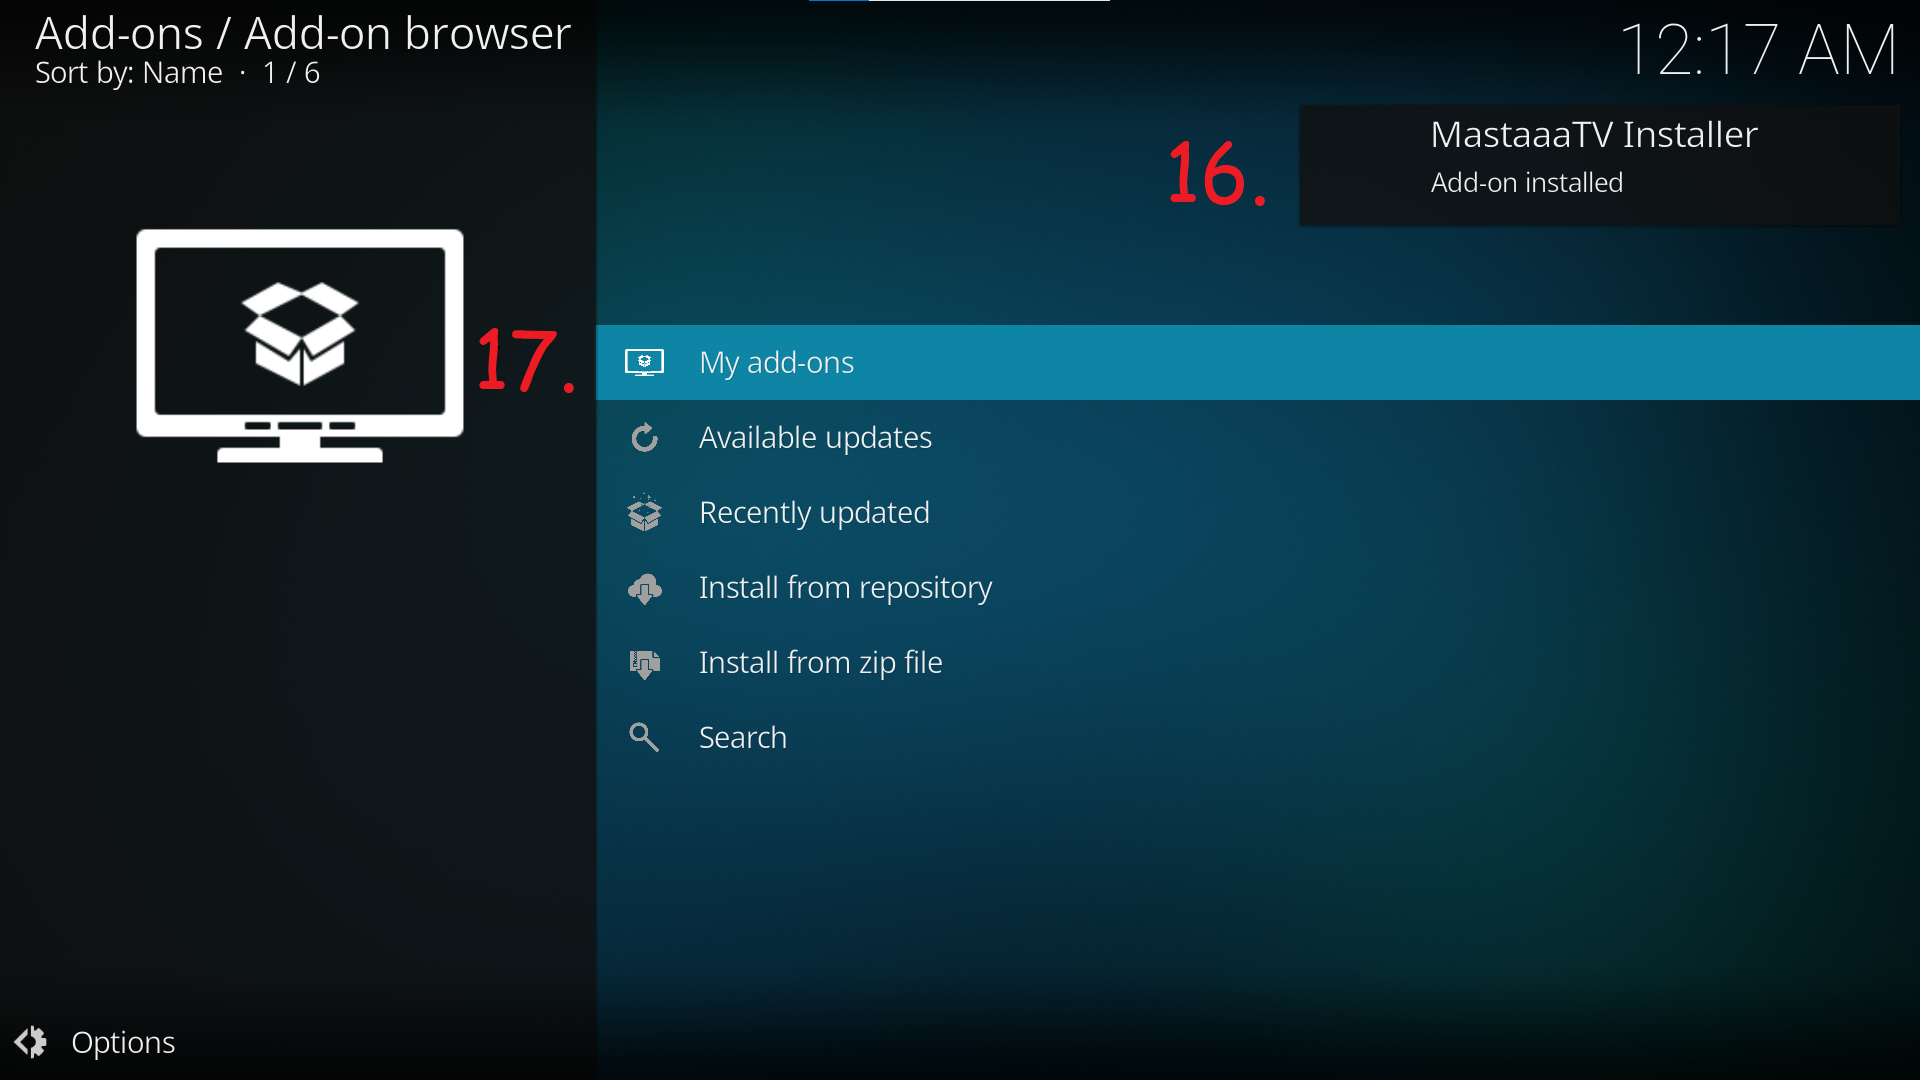 Add-ons / Add-on browser
Sort by: Name · 1 / 6
12:17 AM
16.
MastaaaTV Installer
Add-on installed
17.
My add-ons
Available updates
Recently updated
Install from repository
Install from zip file
Search
Options